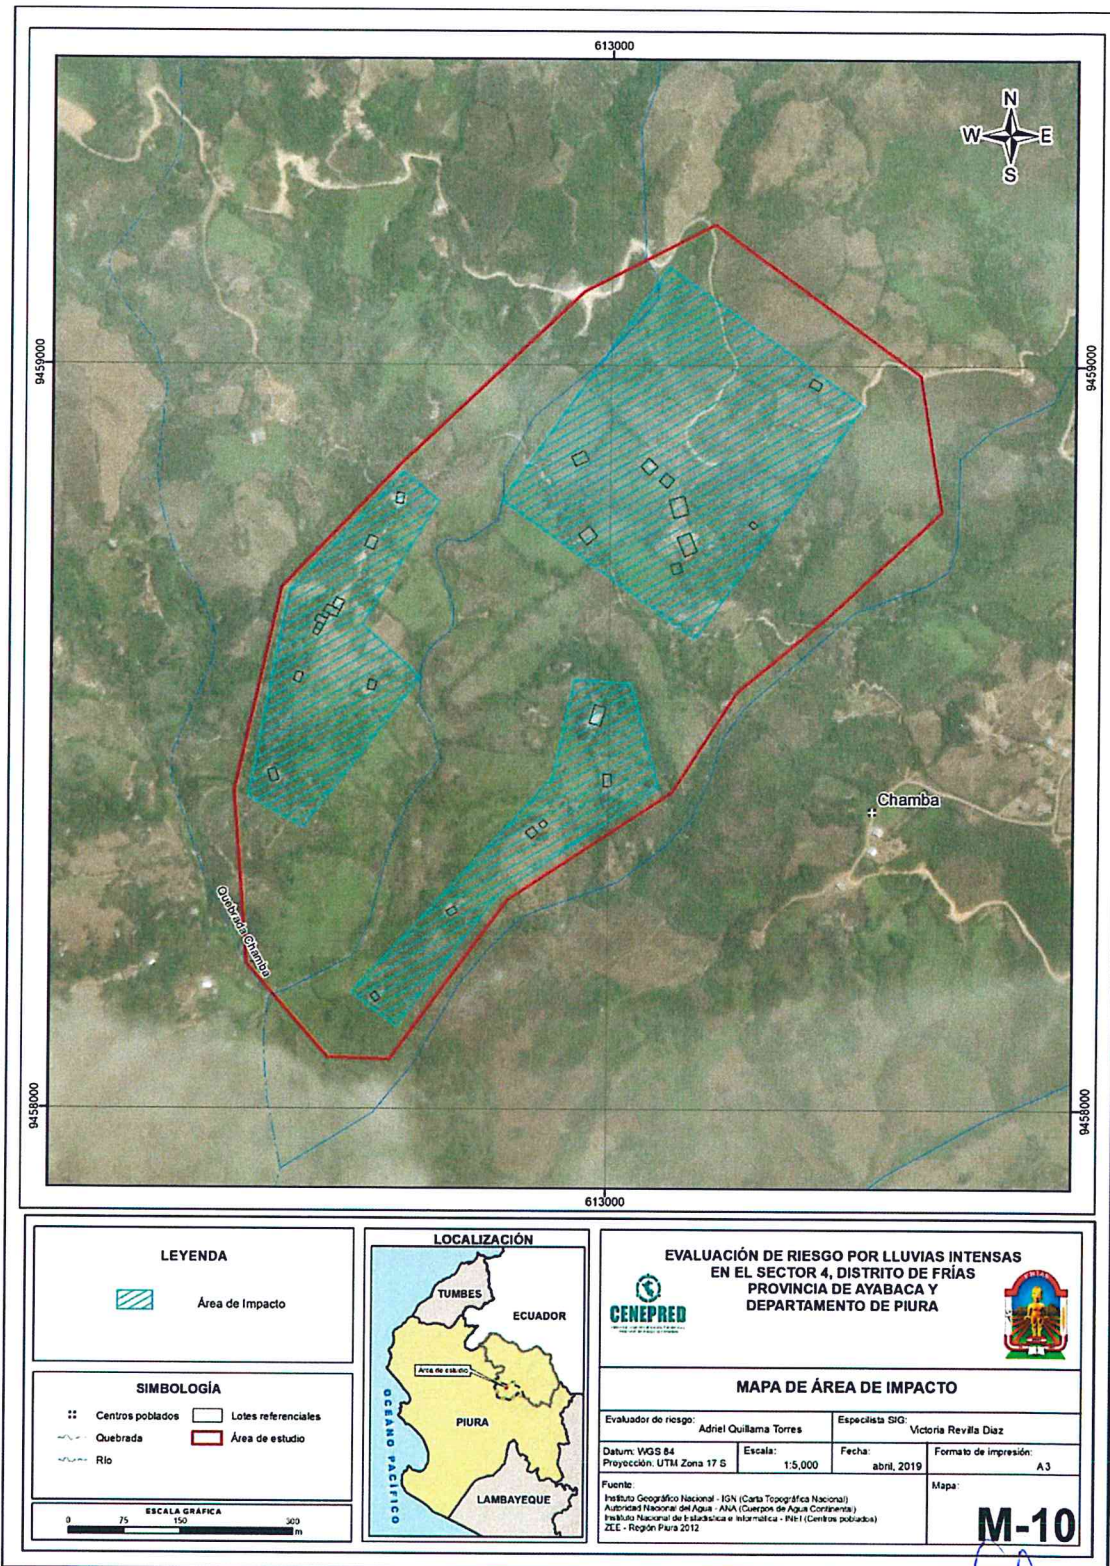 613000
N
W E
S
9459000
9459000
Chamba
Quebrada Chamba
9458000
9458000
613000
LEYENDA
Área de Impacto
SIMBOLOGÍA
Centros poblados
Lotes referenciales
Quebrada
Área de estudio
Río
ESCALA GRÁFICA
0 75 150 300
m
LOCALIZACIÓN
TUMBES
ECUADOR
Área de estudio
PIURA
OCEANO PACIFICO
LAMBAYEQUE
EVALUACIÓN DE RIESGO POR LLUVIAS INTENSAS
EN EL SECTOR 4, DISTRITO DE FRÍAS
PROVINCIA DE AYABACA Y
DEPARTAMENTO DE PIURA
CENEPRED
MAPA DE ÁREA DE IMPACTO
Evaluador de riesgo:
Adriel Quillama Torres
Especilista SIG:
Victoria Revilla Diaz
Datum: WGS 84
Proyección: UTM Zona 17 S
Escala:
1:5,000
Fecha:
abril, 2019
Formato de impresión:
A3
Fuente:
Instituto Geográfico Nacional - IGN (Carta Topográfica Nacional)
Autoridad Nacional del Agua - ANA (Cuerpos de Agua Continental)
Instituto Nacional de Estadística e Informática - INEI (Centros poblados)
ZEE - Región Piura 2012
Mapa:
M-10